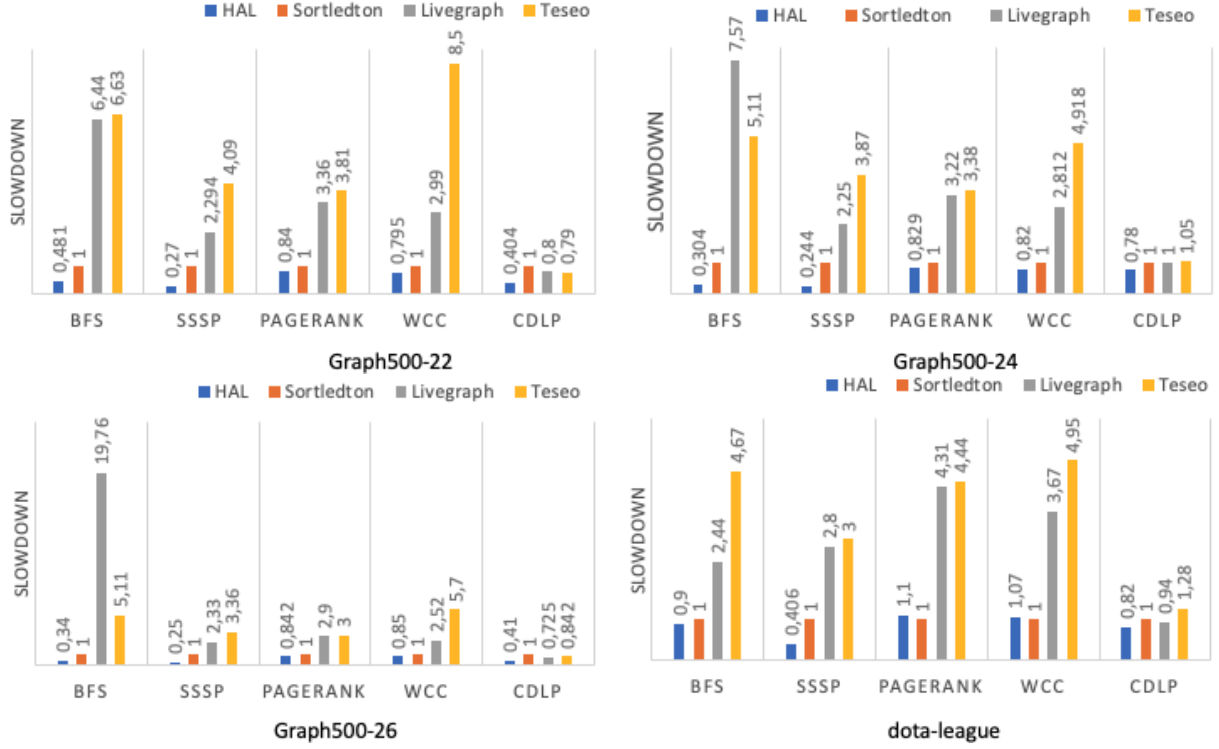 HAL Sortledton Livegraph Teseo
SLOWDOWN
0,481 1 6,44 6,63
0,27 1 2,294 4,09
0,84 1 3,36 3,81
0,795 1 2,99 8,5
0,404 1 0,8 0,79
BFS SSSP PAGERANK WCC CDLP
Graph500-22
HAL Sortledton Livegraph Teseo
SLOWDOWN
0,304 1 7,57 5,11
0,244 1 2,25 3,87
0,829 1 3,22 3,38
0,82 1 2,812 4,918
0,78 1 1 1,05
BFS SSSP PAGERANK WCC CDLP
Graph500-24
HAL Sortledton Livegraph Teseo
SLOWDOWN
0,34 1 19,76 5,11
0,25 1 2,33 3,36
0,842 1 2,9 3
0,85 1 2,52 5,7
0,41 1 0,725 0,842
BFS SSSP PAGERANK WCC CDLP
Graph500-26
HAL Sortledton Livegraph Teseo
SLOWDOWN
0,9 1 2,44 4,67
0,406 1 2,8 3
1,1 1 4,31 4,44
1,07 1 3,67 4,95
0,82 1 0,94 1,28
BFS SSSP PAGERANK WCC CDLP
dota-league